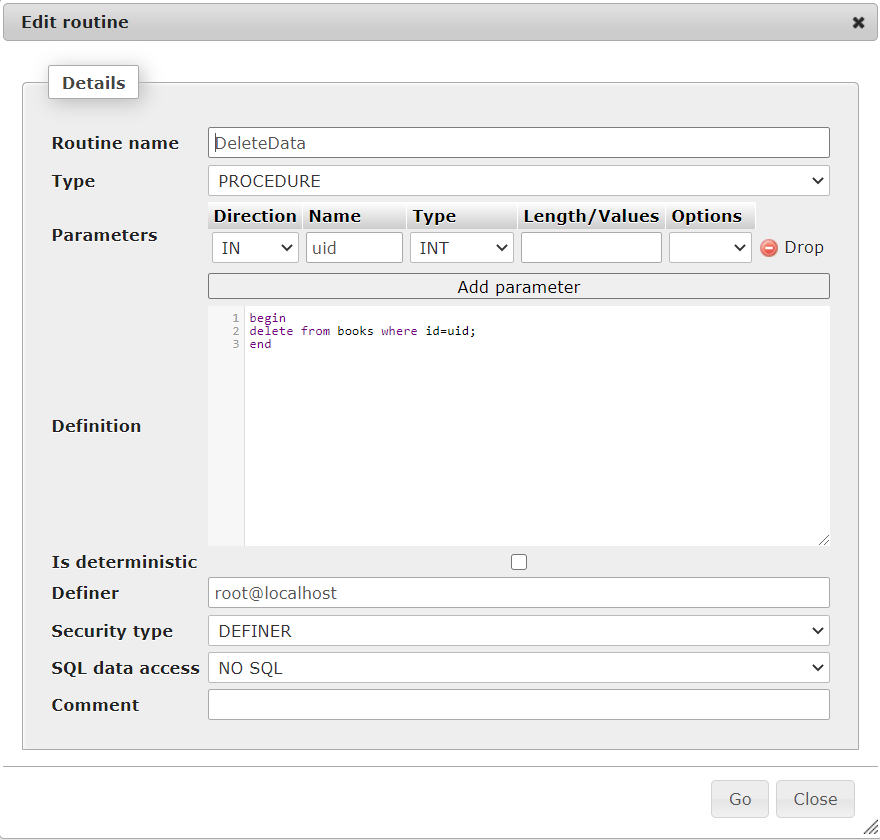 Edit routine
Details
Routine name DeleteData
Type PROCEDURE
Parameters
Direction Name Type Length/Values Options
IN uid INT Drop
Add parameter
Definition
1 begin
2 delete from books where id=uid;
3 end
Is deterministic
Definer root@localhost
Security type DEFINER
SQL data access NO SQL
Comment
Go Close